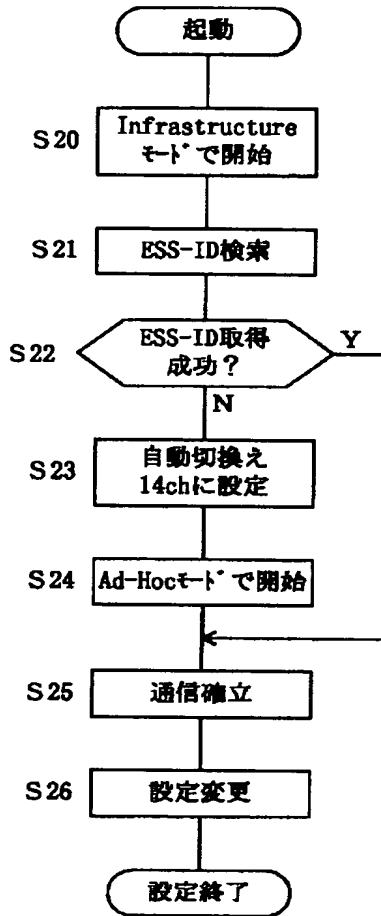 起動
S20
Infrastructure
ﾓｰﾄﾞで開始
S21
ESS-ID検索
S22
ESS-ID取得
成功？
Y
N
S23
自動切換え
14chに設定
S24
Ad-Hocﾓｰﾄﾞで開始
S25
通信確立
S26
設定変更
設定終了